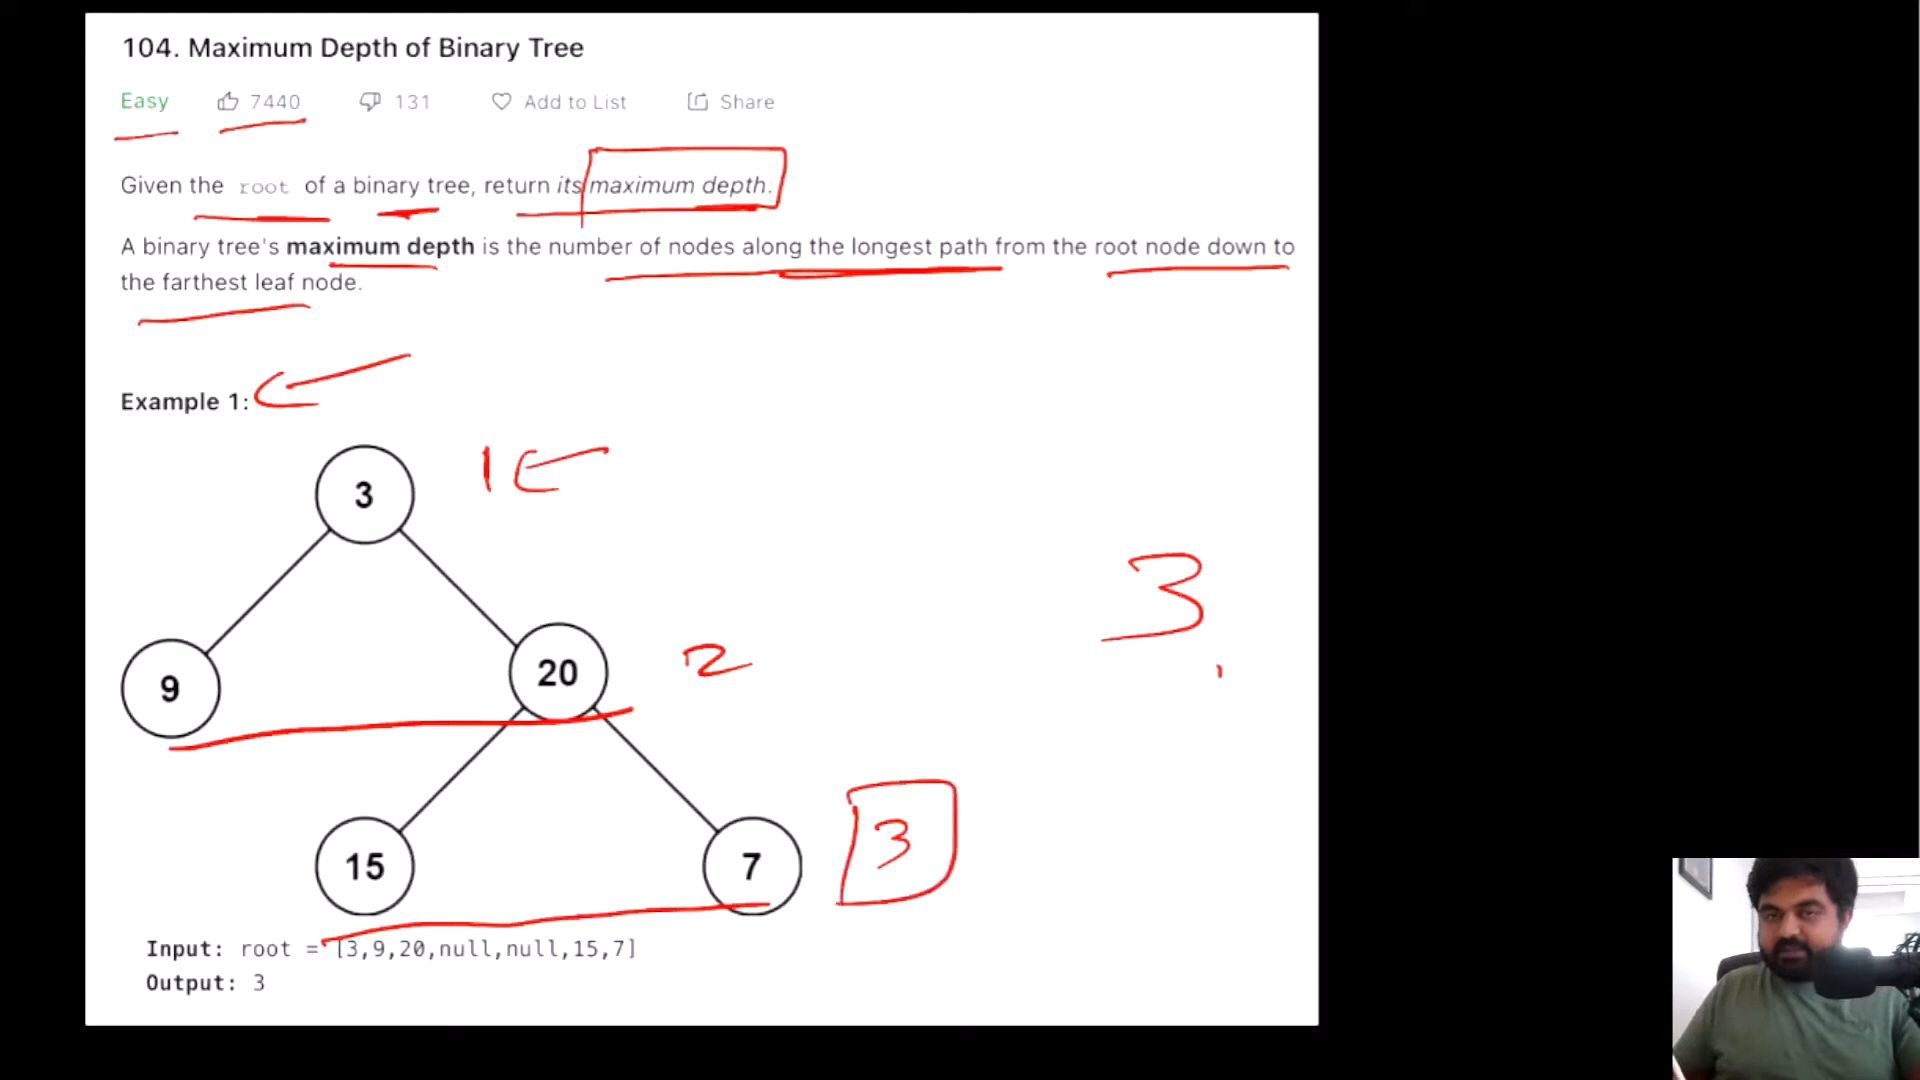 104. Maximum Depth of Binary Tree
Easy 7440 131 Add to List Share
Given the root of a binary tree, return its maximum depth.
A binary tree's maximum depth is the number of nodes along the longest path from the root node down to
the farthest leaf node.
Example 1:
3 1
3
9 20 2
15 7 3
Input: root = [3,9,20,null,null,15,7]
Output: 3